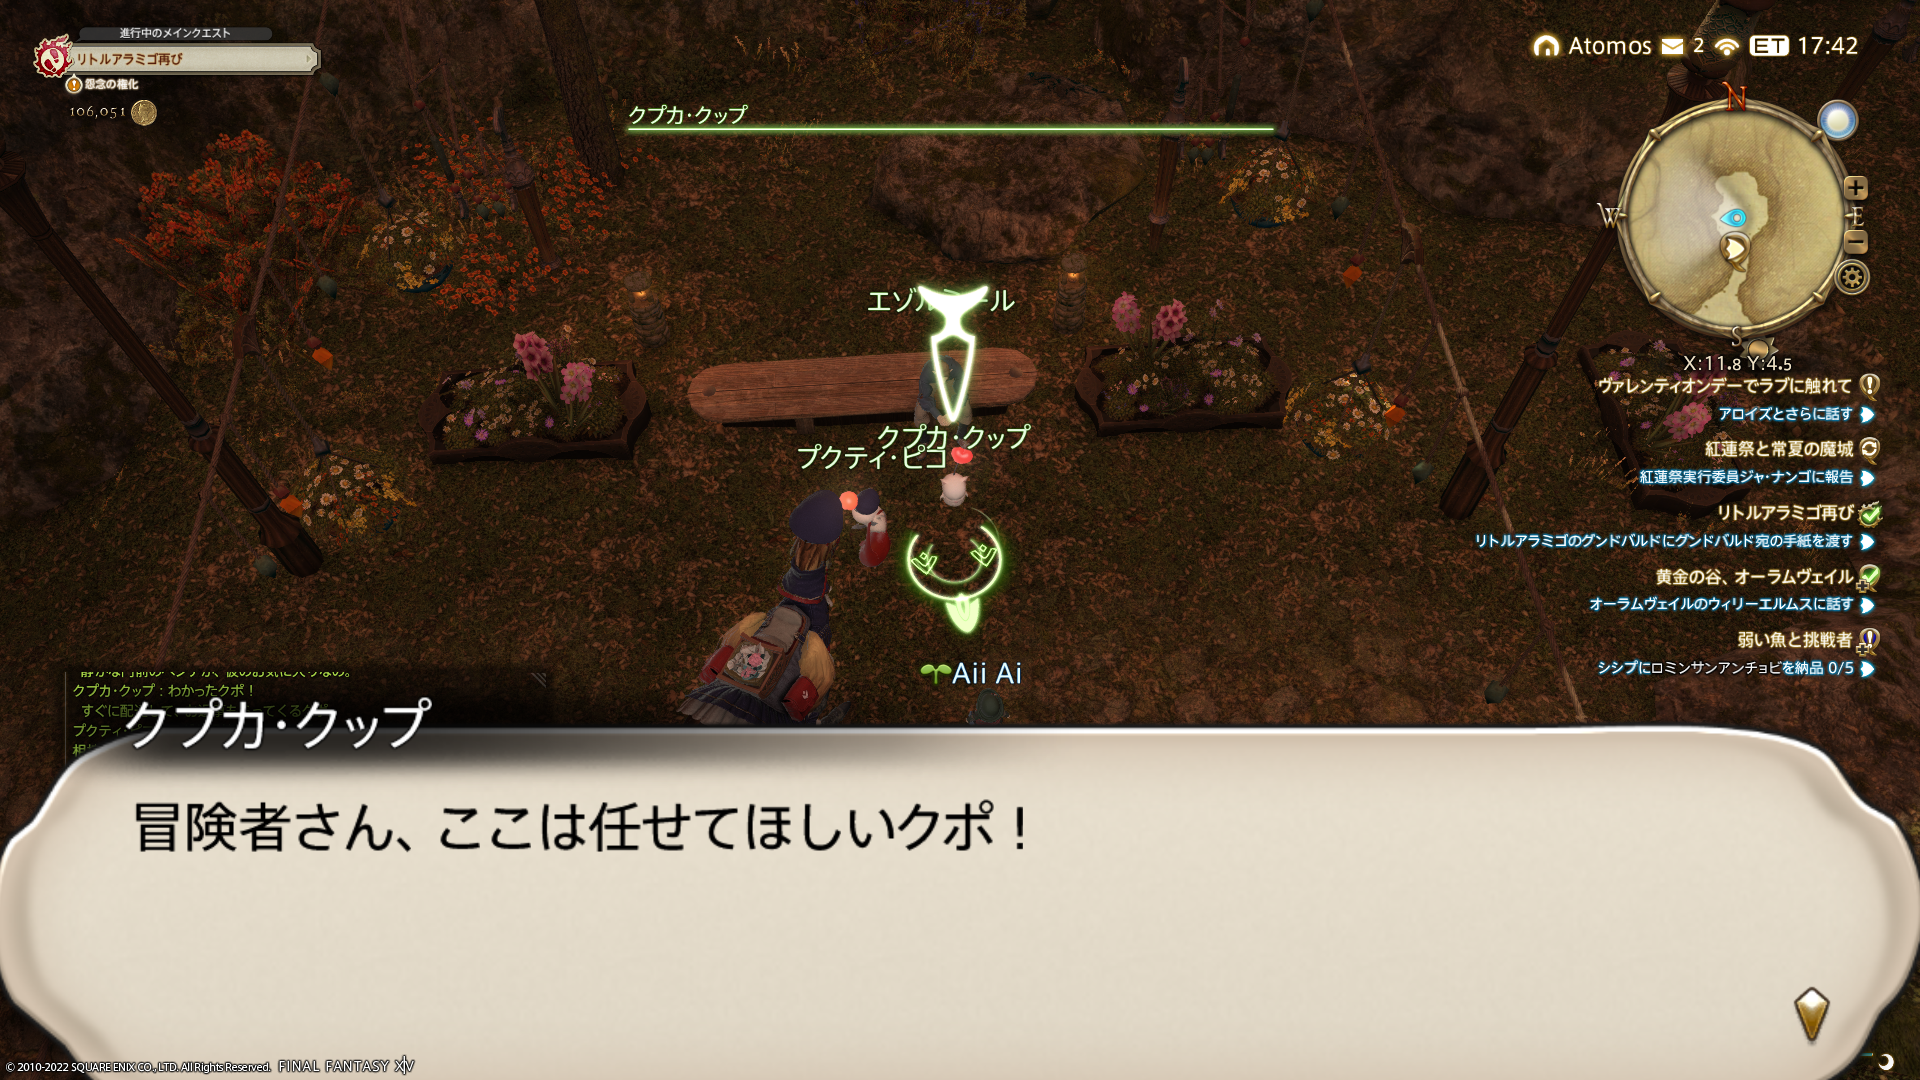 進行中のメインクエスト
リトルアラミゴ再び
怨念の権化
106,051
クプカ・クップ
Atomos 2 ET 17:42
N
W
E
S
X:11.8 Y:4.5
ヴァレンティオンデーでラブに触れて
アロイズとさらに話す
紅蓮祭と常夏の魔城
紅蓮祭実行委員ジャ・ナンゴに報告
リトルアラミゴ再び
リトルアラミゴのグンドバルドにグンドバルド宛の手紙を渡す
黄金の谷、オーラムヴェイル
オーラムヴェイルのウィリーエルムスに話す
弱い魚と挑戦者
シシプにロミンサンアンチョビを納品 0/5
クプカ・クップ
プクティ・ピコ
Aii Ai
クプカ・クップ：わかったクポ！
クプカ・クップ
冒険者さん、ここは任せてほしいクポ！
© 2010-2022 SQUARE ENIX CO., LTD. All Rights Reserved. FINAL FANTASY XIV